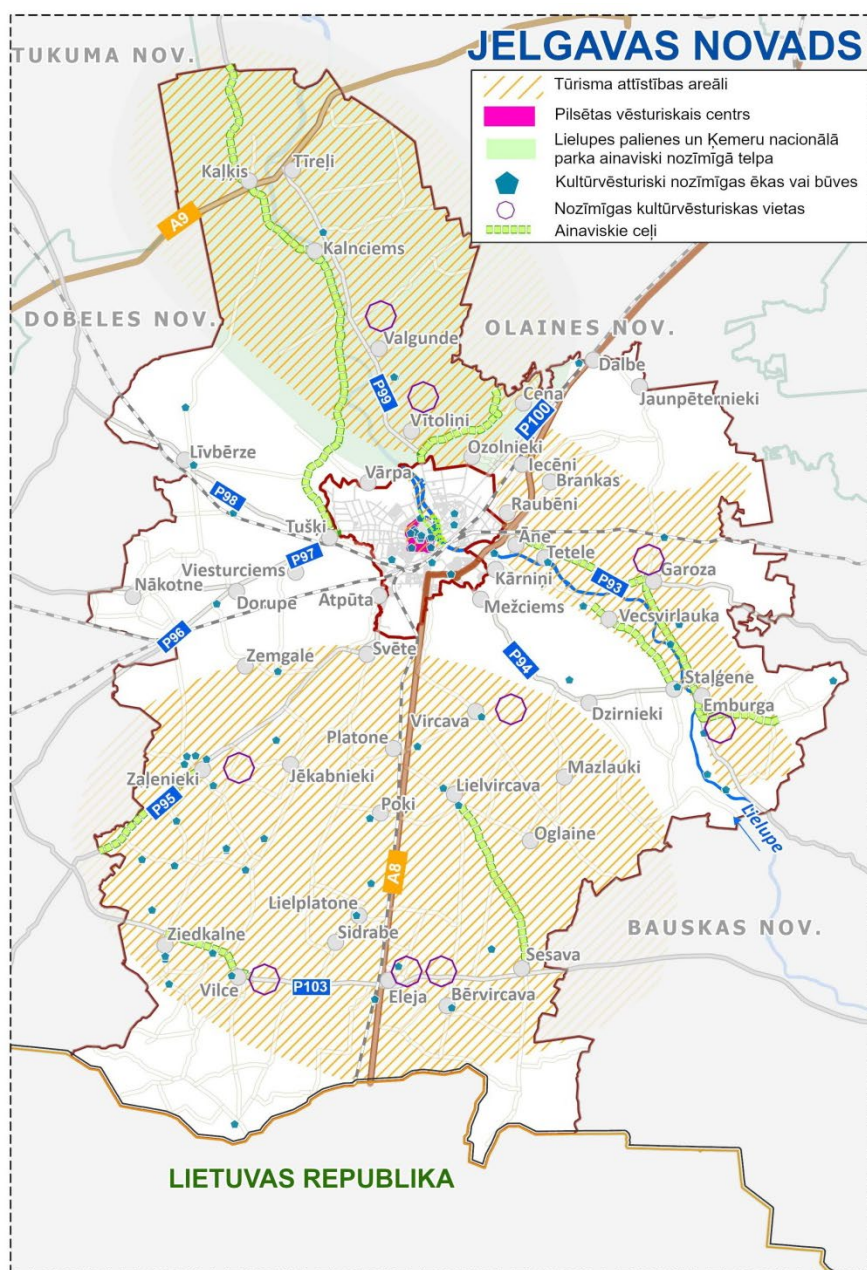 JELGAVAS NOVADS
Tūrisma attīstības areāli
Pilsētas vēsturiskais centrs
Lielupes palienes un Ķemeru nacionālā
parka ainaviski nozīmīgā telpa
Kultūrvēsturiski nozīmīgas ēkas vai būves
Nozīmīgas kultūrvēsturiskas vietas
Ainaviskie ceļi
TUKUMA NOV.
Tīreļi
Kaļķis
A9
Kalnciems
DOBELES NOV.
OLAINES NOV.
Valgunde
Dalbe
P99
Cena
Jaunpēternieki
P100
Vītoliņi
Līvbērze
Ozolnieki
Iecēni
Vārpa
Brankas
P98
Raubēni
Tušķi
Āne
Tetele
P97
Viesturciems
Kārniņi
P93
Garoza
Nākotne
Dorupe
Atpūta
Mežciems
Vecsvirlauka
P96
Svēte
P94
Zemgale
Staļģene
Emburga
Vircava
Dzirnieki
Platone
Zaļenieki
Jēkabnieki
Mazlauki
Lielvircava
P95
Poķi
Lielupe
Oglaine
A8
Lielplatone
BAUSKAS NOV.
Ziedkalne
Sidrabe
Sesava
Vilce
P103
Eleja
Bērvircava
LIETUVAS REPUBLIKA